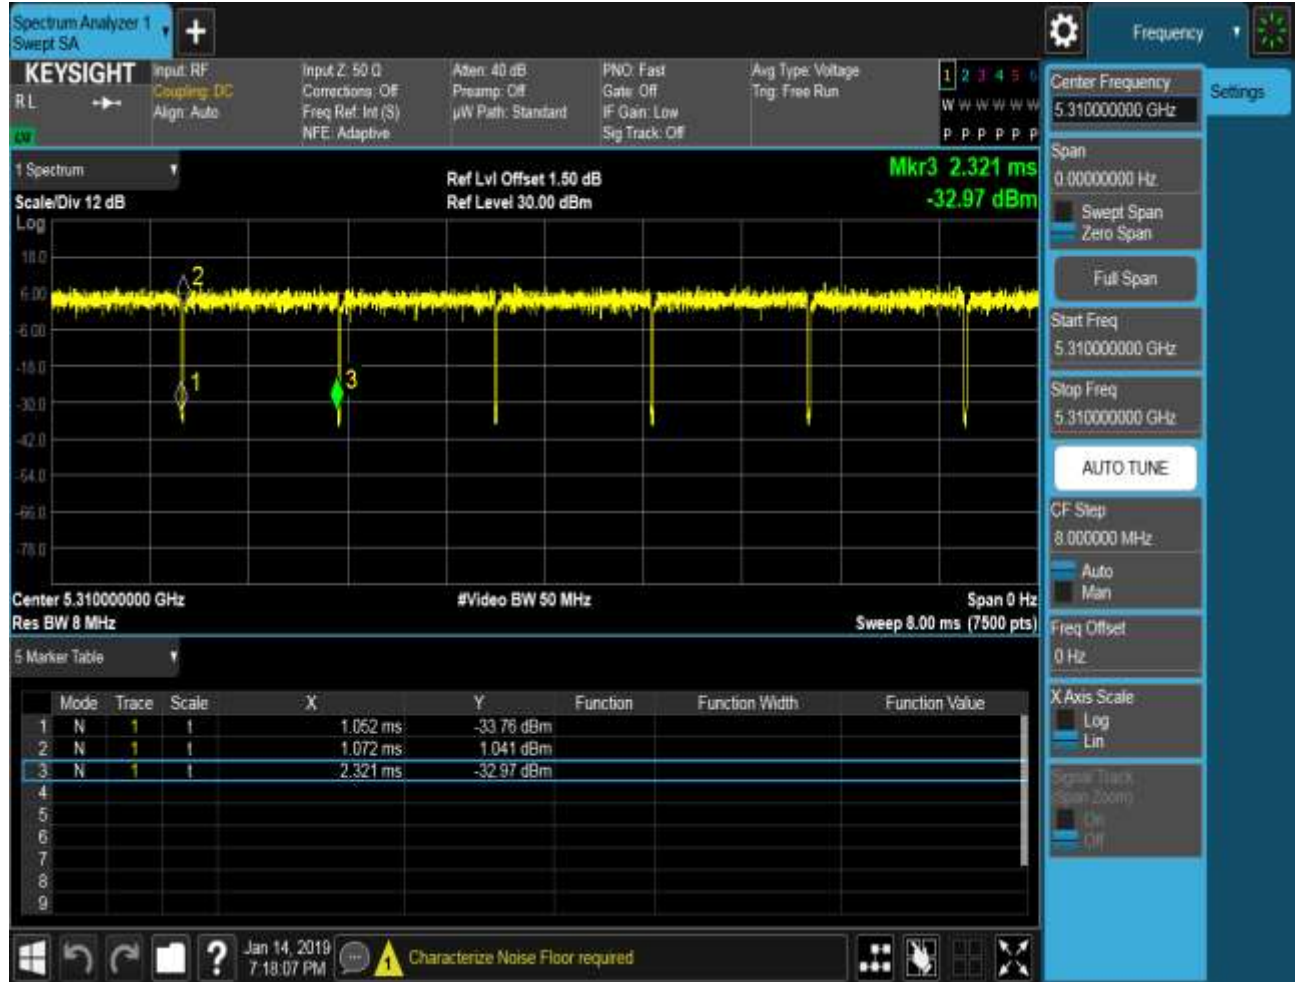 Spectrum Analyzer 1
Swept SA
+
Frequency
KEYSIGHT
RL
Input: RF
Coupling: DC
Align: Auto
Input Z: 50 Ω
Corrections: Off
Freq Ref: Int (S)
NFE: Adaptive
Atten: 40 dB
Preamp: Off
µW Path: Standard
PNO: Fast
Gate: Off
IF Gain: Low
Sig Track: Off
Avg Type: Voltage
Trig: Free Run
1 2 3 4 5 6
W W W W W W
P P P P P P
1 Spectrum
Scale/Div 12 dB
Log
Ref Lvl Offset 1.50 dB
Ref Level 30.00 dBm
Mkr3 2.321 ms
-32.97 dBm
18.0
6.00
-6.00
-18.0
-30.0
-42.0
-54.0
-66.0
-78.0
2
1
3
Center 5.310000000 GHz
Res BW 8 MHz
#Video BW 50 MHz
Span 0 Hz
Sweep 8.00 ms (7500 pts)
5 Marker Table
Mode Trace Scale X Y Function Function Width Function Value
1 N 1 t 1.052 ms -33.76 dBm
2 N 1 t 1.072 ms 1.041 dBm
3 N 1 t 2.321 ms -32.97 dBm
4
5
6
7
8
9
Center Frequency
5.310000000 GHz
Settings
Span
0.00000000 Hz
Swept Span
Zero Span
Full Span
Start Freq
5.310000000 GHz
Stop Freq
5.310000000 GHz
AUTO TUNE
CF Step
8.000000 MHz
Auto
Man
Freq Offset
0 Hz
X Axis Scale
Log
Lin
Signal Track
(Span Zoom)
On
Off
?
Jan 14, 2019
7:18:07 PM
1
Characterize Noise Floor required